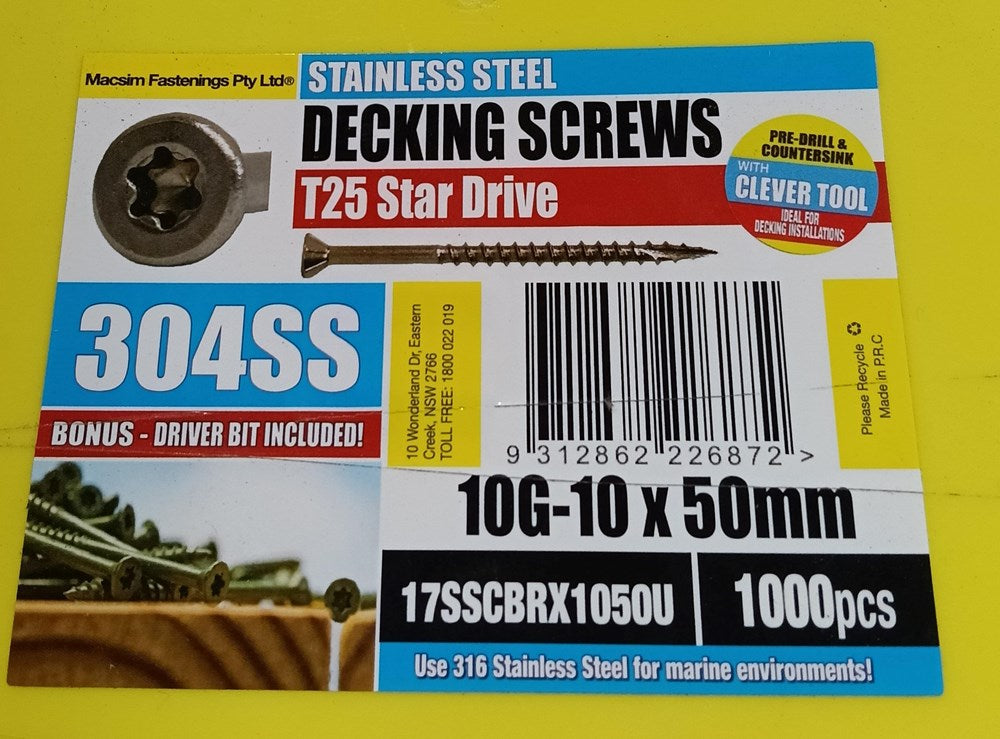 Macsim Fastenings Pty Ltd®
STAINLESS STEEL
DECKING SCREWS
T25 Star Drive
PRE-DRILL &
COUNTERSINK
WITH
CLEVER TOOL
IDEAL FOR
DECKING INSTALLATIONS
304SS
BONUS - DRIVER BIT INCLUDED!
10 Wonderland Dr, Eastern
Creek, NSW 2766
TOLL FREE: 1800 022 019
9 312862 226872 >
Please Recycle ♻
Made in P.R.C
10G-10 x 50mm
17SSCBRX1050U
1000pcs
Use 316 Stainless Steel for marine environments!